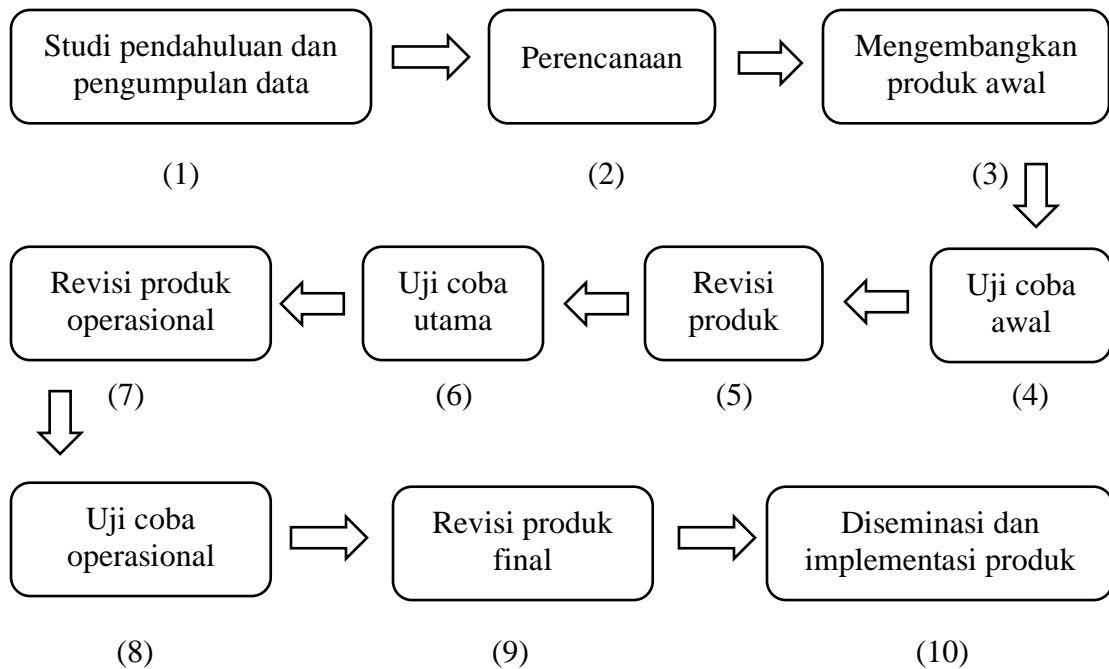 Studi pendahuluan dan
pengumpulan data
Perencanaan
Mengembangkan
produk awal
(1)
(2)
(3)
Revisi produk
operasional
Uji coba
utama
Revisi
produk
Uji coba
awal
(7)
(6)
(5)
(4)
Uji coba
operasional
Revisi produk
final
Diseminasi dan
implementasi produk
(8)
(9)
(10)